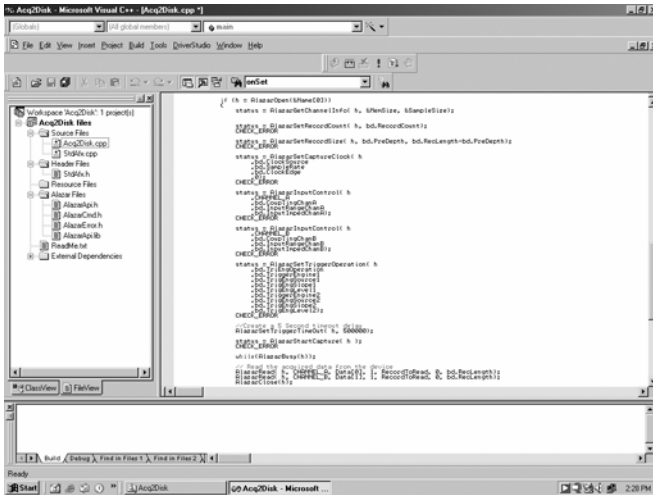 Acq2Disk - Microsoft Visual C++ - [Acq2Disk.cpp *]
(Globals) [All global members] main
File Edit View Insert Project Build Tools DriverStudio Window Help
onSet
Workspace 'Acq2Disk': 1 project(s)
Acq2Disk files
Source Files
Acq2Disk.cpp
StdAfx.cpp
Header Files
StdAfx.h
Resource Files
Alazar Files
AlazarApi.h
AlazarCmd.h
AlazarError.h
AlazarApi.lib
ReadMe.txt
External Dependencies
ClassView FileView
if (h = AlazarOpen(&Name[0]))
{
status = AlazarGetChannelInfo( h, &MemSize, &SampleSize);
status = AlazarSetRecordCount( h, bd.RecordCount);
CHECK_ERROR
status = AlazarSetRecordSize( h, bd.PreDepth, bd.RecLength-bd.PreDepth);
CHECK_ERROR
status = AlazarSetCaptureClock( h
,bd.ClockSource
,bd.SampleRate
,bd.ClockEdge
,0);
CHECK_ERROR
status = AlazarInputControl( h
,CHANNEL_A
,bd.CouplingChanA
,bd.InputRangeChanA
,bd.InputImpedChanA);
CHECK_ERROR
status = AlazarInputControl( h
,CHANNEL_B
,bd.CouplingChanB
,bd.InputRangeChanB
,bd.InputImpedChanB);
CHECK_ERROR
status = AlazarSetTriggerOperation( h
,bd.TriEngOperation
,bd.TriggerEngine1
,bd.TrigEngSource1
,bd.TrigEngSlope1
,bd.TrigEngLevel1
,bd.TriggerEngine2
,bd.TrigEngSource2
,bd.TrigEngSlope2
,bd.TrigEngLevel2);
CHECK_ERROR
//Create a 5 Second timeout delay
AlazarSetTriggerTimeOut( h, 500000);
status = AlazarStartCapture( h );
CHECK_ERROR
while(AlazarBusy(h));
// Read the acquired data from the device
AlazarRead( h, CHANNEL_A, Data[0], 1, RecordToRead, 0, bd.RecLength);
AlazarRead( h, CHANNEL_B, Data[1], 1, RecordToRead, 0, bd.RecLength);
AlazarClose(h);
Build Debug Find in Files 1 Find in Files 2
Ready
Start Acq2Disk Acq2Disk - Microsoft ... 2:28 PM